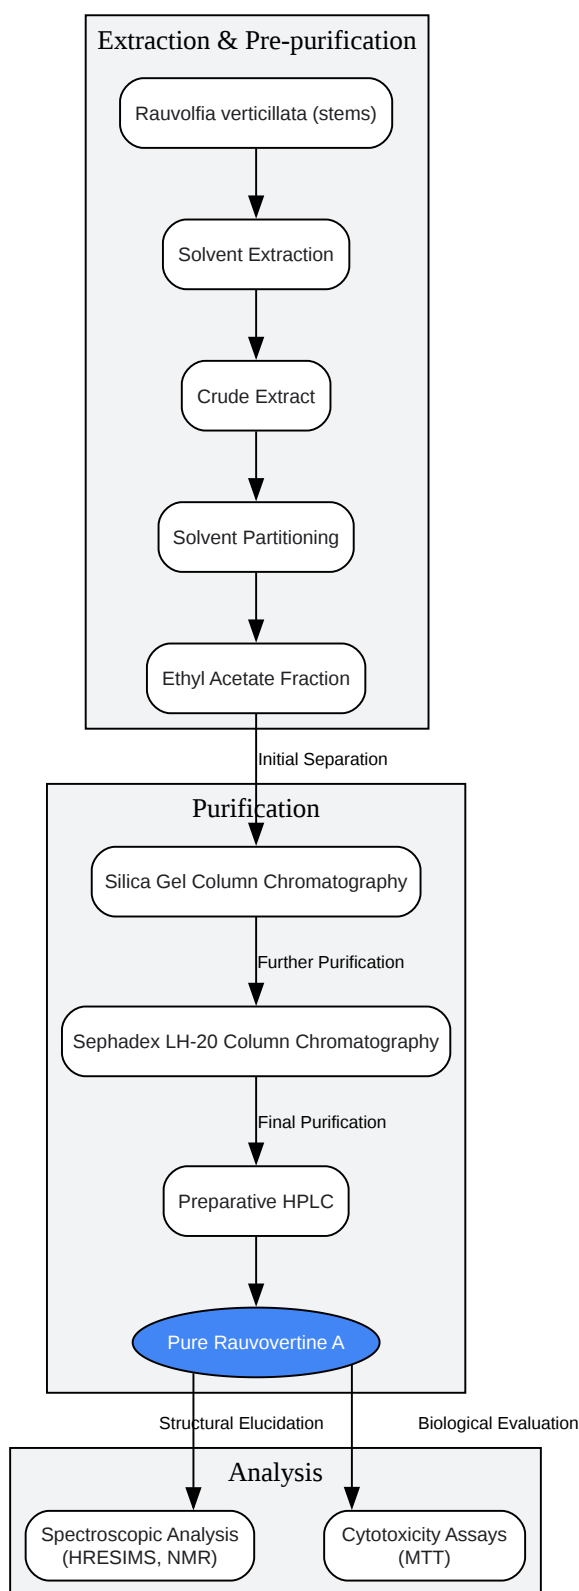 Extraction & Pre-purification
Rauvolfia verticillata (stems)
Solvent Extraction
Crude Extract
Solvent Partitioning
Ethyl Acetate Fraction
Initial Separation
Purification
Silica Gel Column Chromatography
Further Purification
Sephadex LH-20 Column Chromatography
Final Purification
Preparative HPLC
Pure Rauvovertine A
Structural Elucidation
Biological Evaluation
Analysis
Spectroscopic Analysis
(HRESIMS, NMR)
Cytotoxicity Assays
(MTT)